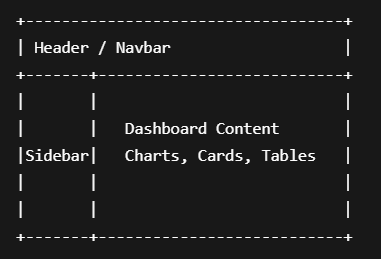 Header / Navbar
Dashboard Content
Sidebar Charts, Cards, Tables